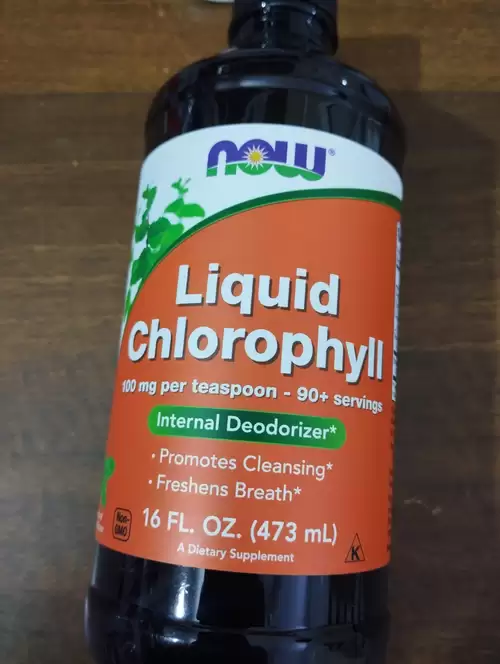 NOW®
Liquid
Chlorophyll
100 mg per teaspoon - 90+ servings
Internal Deodorizer*
· Promotes Cleansing*
· Freshens Breath*
Non-
GMO
16 FL. OZ. (473 mL)
A Dietary Supplement
K